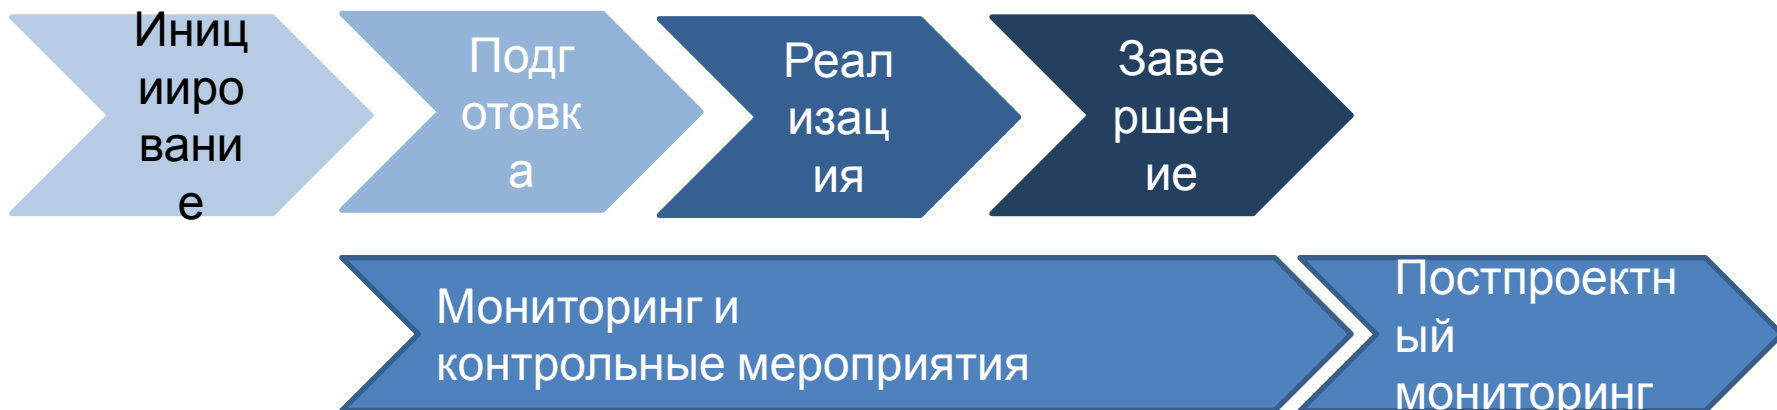 Иниц
ииро
вани
е
Подг
отовк
а
Реал
изац
ия
Заве
ршен
ие
Мониторинг и
контрольные мероприятия
Постпроектн
ый
мониторинг